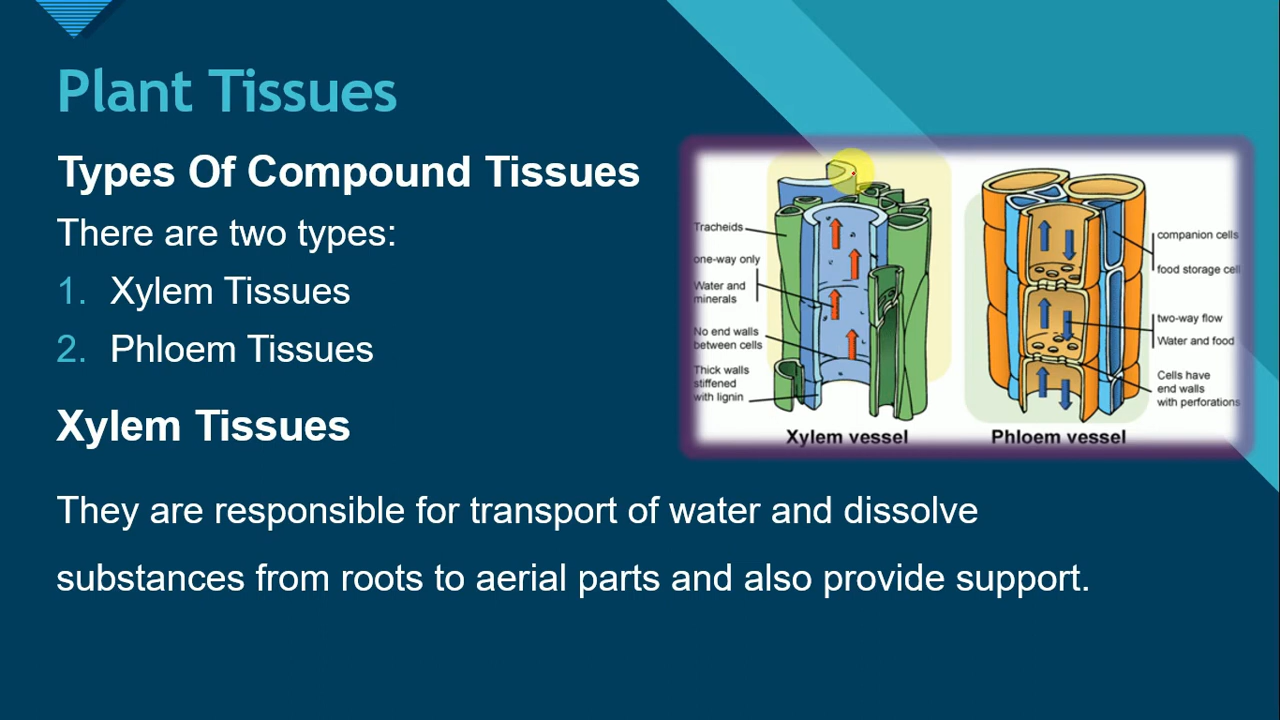 Plant Tissues
Types Of Compound Tissues
There are two types:
1. Xylem Tissues
2. Phloem Tissues
Xylem Tissues
They are responsible for transport of water and dissolve
substances from roots to aerial parts and also provide support.
Tracheids
one-way only
Water and
minerals
No end walls
between cells
Thick walls
stiffened
with lignin
Xylem vessel
companion cells
food storage cell
two-way flow
Water and food
Cells have
end walls
with perforations
Phloem vessel